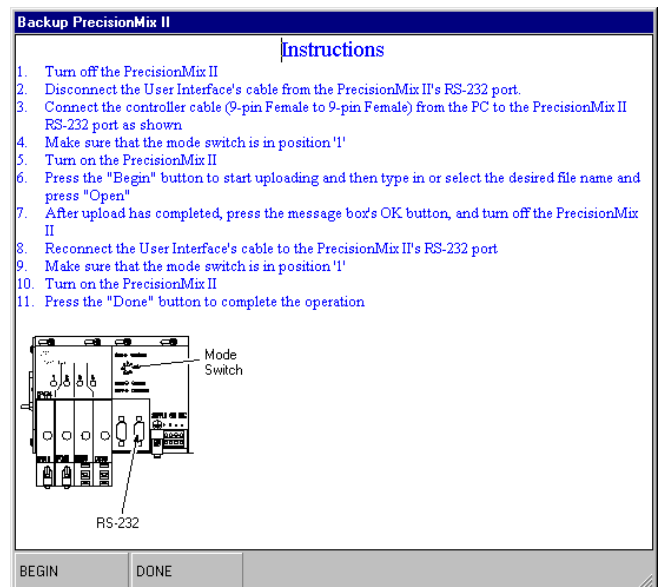 Backup PrecisionMix II
Instructions
1. Turn off the PrecisionMix II
2. Disconnect the User Interface's cable from the PrecisionMix II's RS-232 port.
3. Connect the controller cable (9-pin Female to 9-pin Female) from the PC to the PrecisionMix II
RS-232 port as shown
4. Make sure that the mode switch is in position '1'
5. Turn on the PrecisionMix II
6. Press the "Begin" button to start uploading and then type in or select the desired file name and
press "Open"
7. After upload has completed, press the message box's OK button, and turn off the PrecisionMix
II
8. Reconnect the User Interface's cable to the PrecisionMix II's RS-232 port
9. Make sure that the mode switch is in position '1'
10. Turn on the PrecisionMix II
11. Press the "Done" button to complete the operation
Mode
Switch
RS-232
BEGIN
DONE